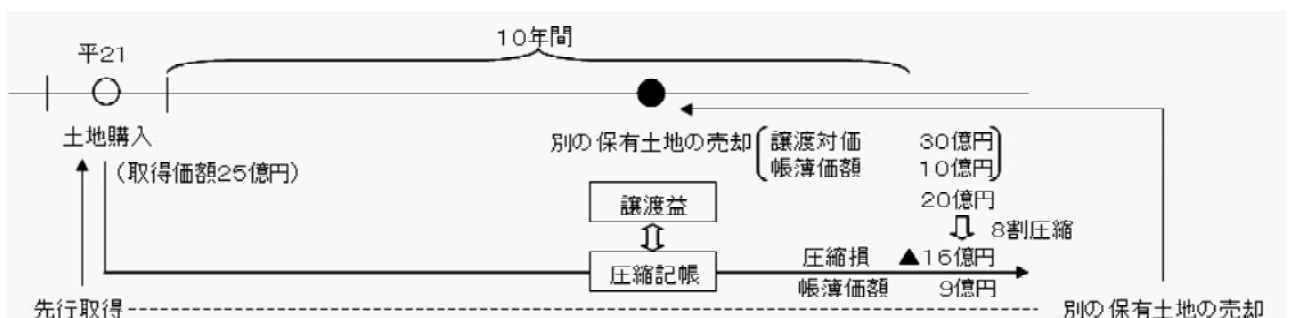 10年間
平21
土地購入
(取得価額25億円)
別の保有土地の売却 譲渡対価 30億円
帳簿価額 10億円
20億円
8割圧縮
譲渡益
圧縮記帳
圧縮損 ▲16億円
帳簿価額 9億円
先行取得
別の保有土地の売却